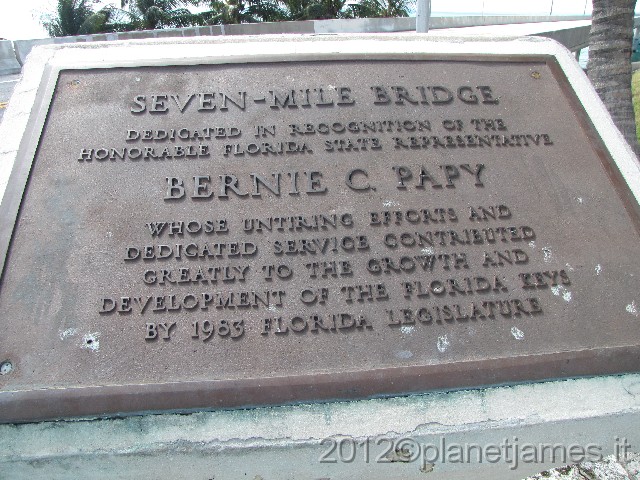 SEVEN-MILE BRIDGE
DEDICATED IN RECOGNITION OF THE
HONORABLE FLORIDA STATE REPRESENTATIVE
BERNIE C. PAPY
WHOSE UNTIRING EFFORTS AND
DEDICATED SERVICE CONTRIBUTED
GREATLY TO THE GROWTH AND
DEVELOPMENT OF THE FLORIDA KEYS
BY 1983 FLORIDA LEGISLATURE
2012©planetjames.it